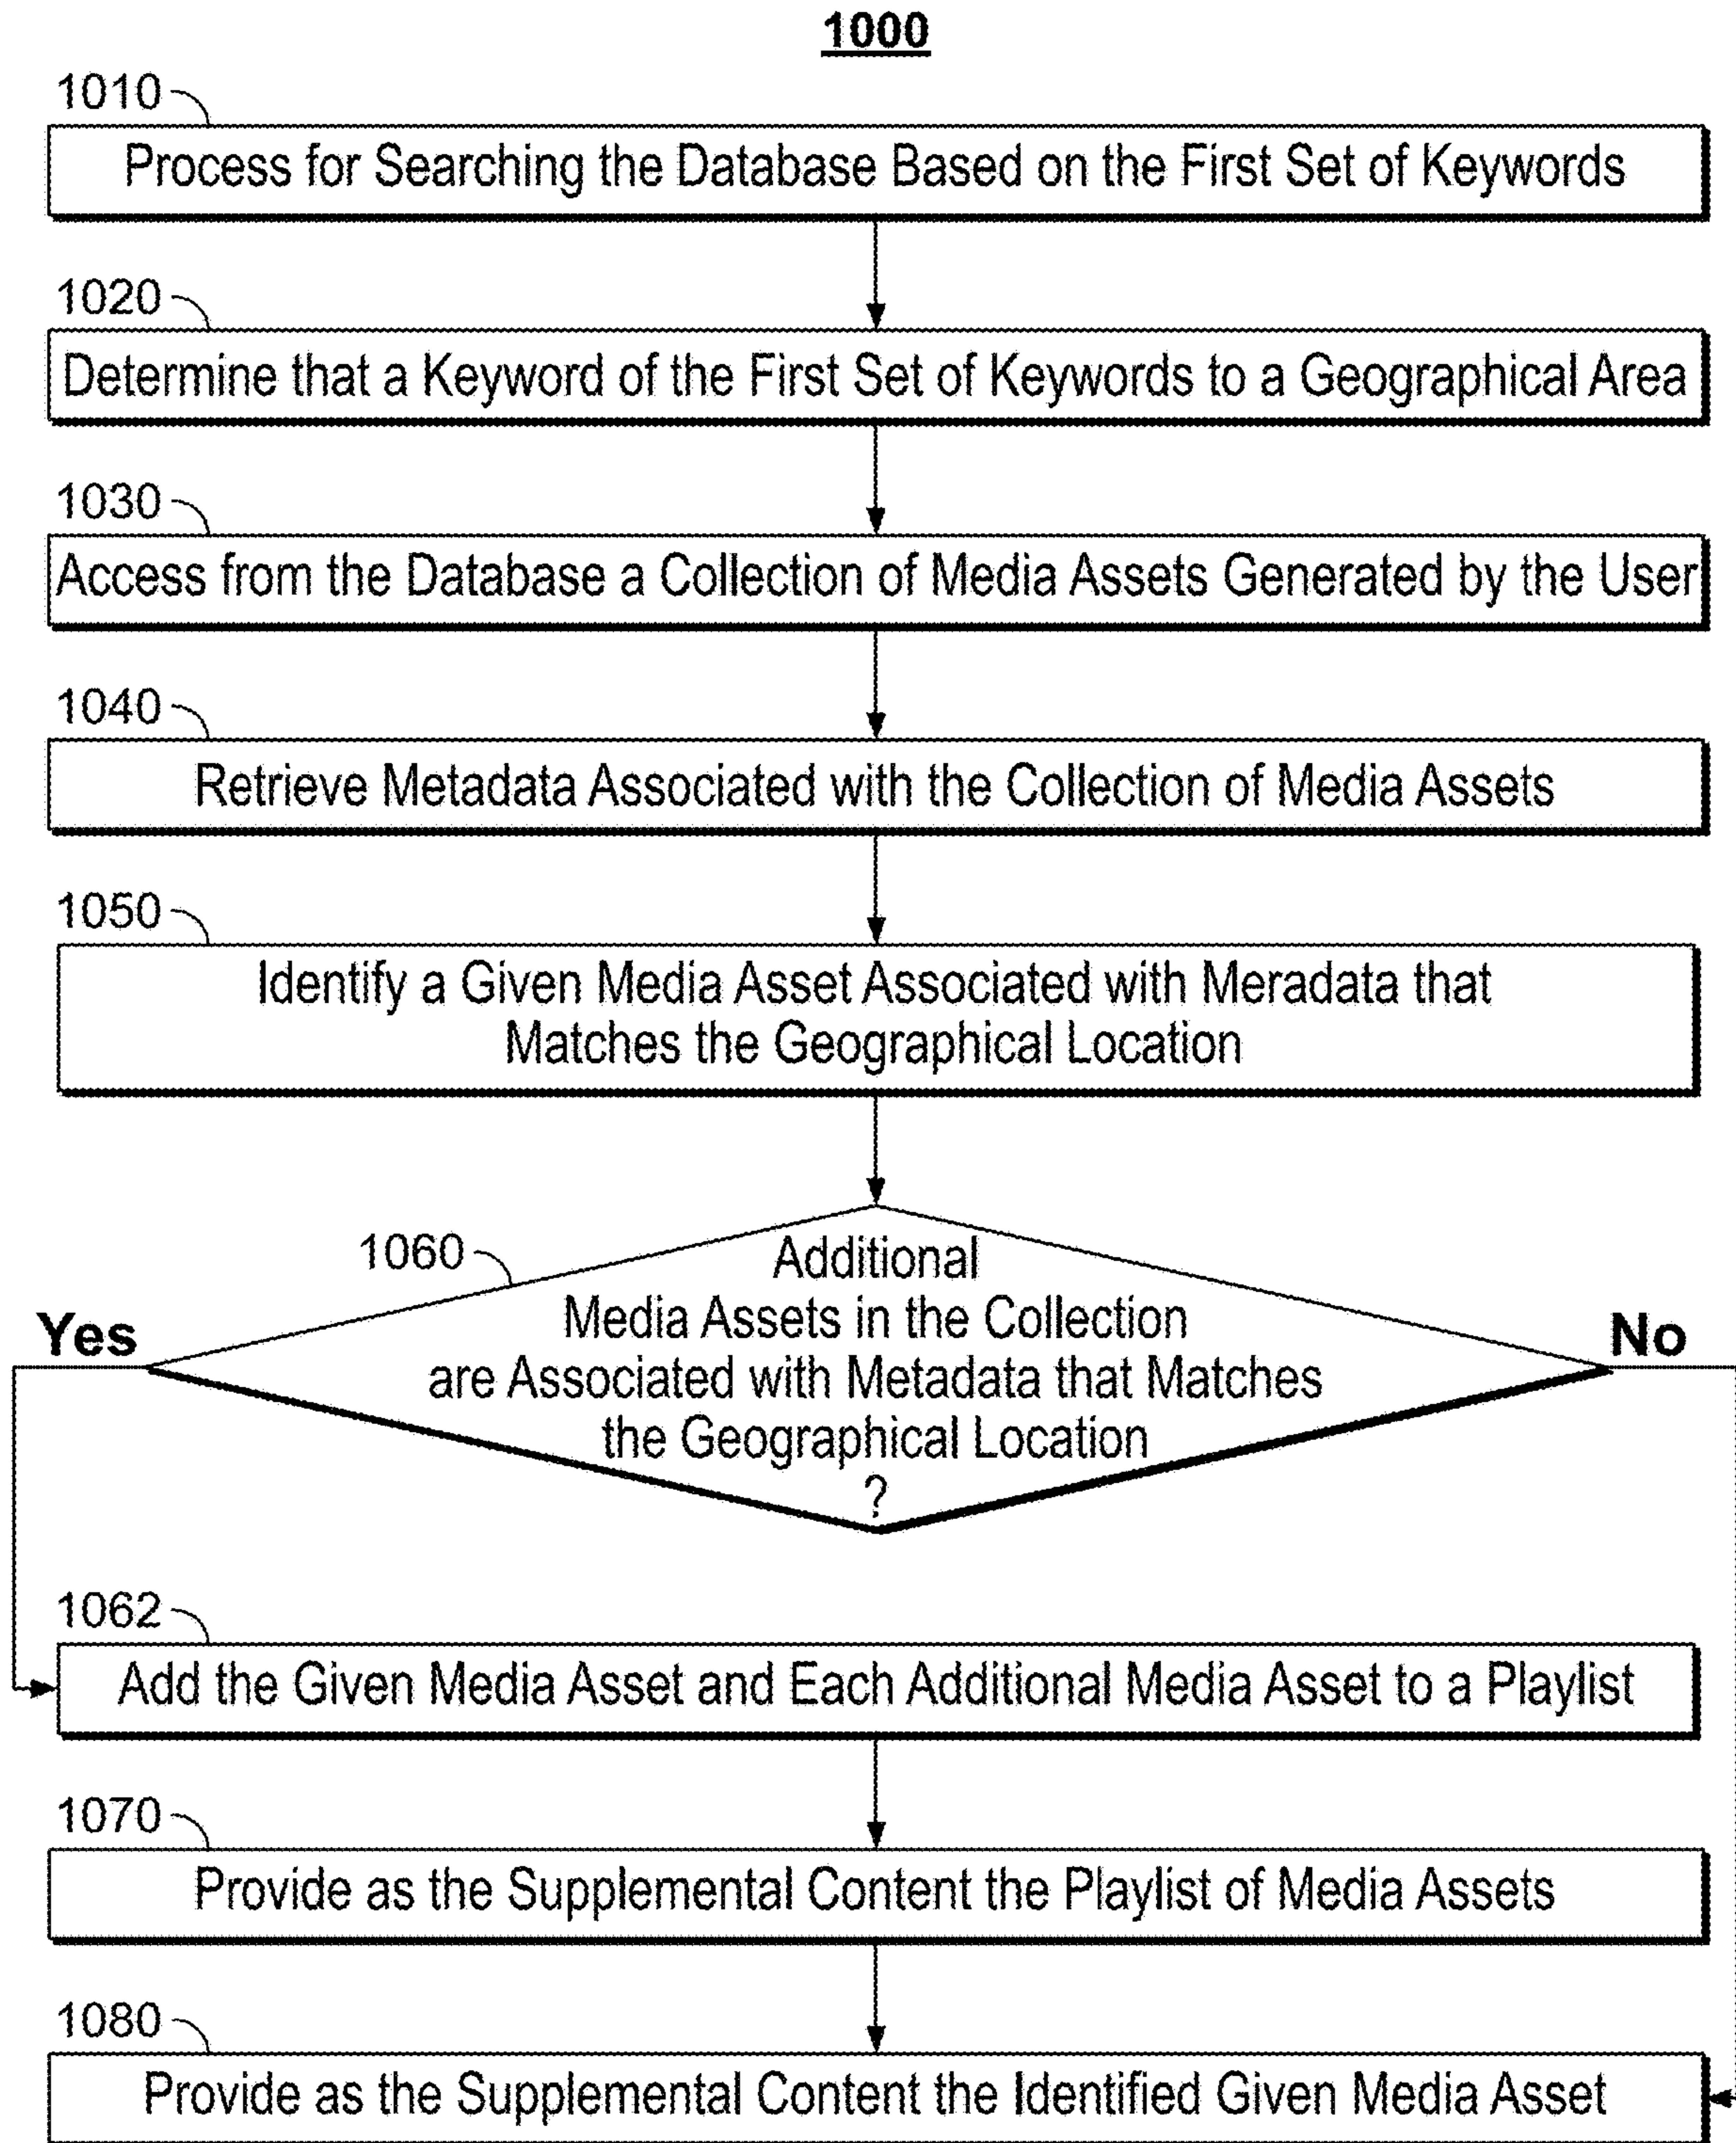 1000
1010
Process for Searching the Database Based on the First Set of Keywords
1020
Determine that a Keyword of the First Set of Keywords to a Geographical Area
1030
Access from the Database a Collection of Media Assets Generated by the User
1040
Retrieve Metadata Associated with the Collection of Media Assets
1050
Identify a Given Media Asset Associated with Meradata that
Matches the Geographical Location
1060
Additional
Media Assets in the Collection
are Associated with Metadata that Matches
the Geographical Location
?
Yes
No
1062
Add the Given Media Asset and Each Additional Media Asset to a Playlist
1070
Provide as the Supplemental Content the Playlist of Media Assets
1080
Provide as the Supplemental Content the Identified Given Media Asset